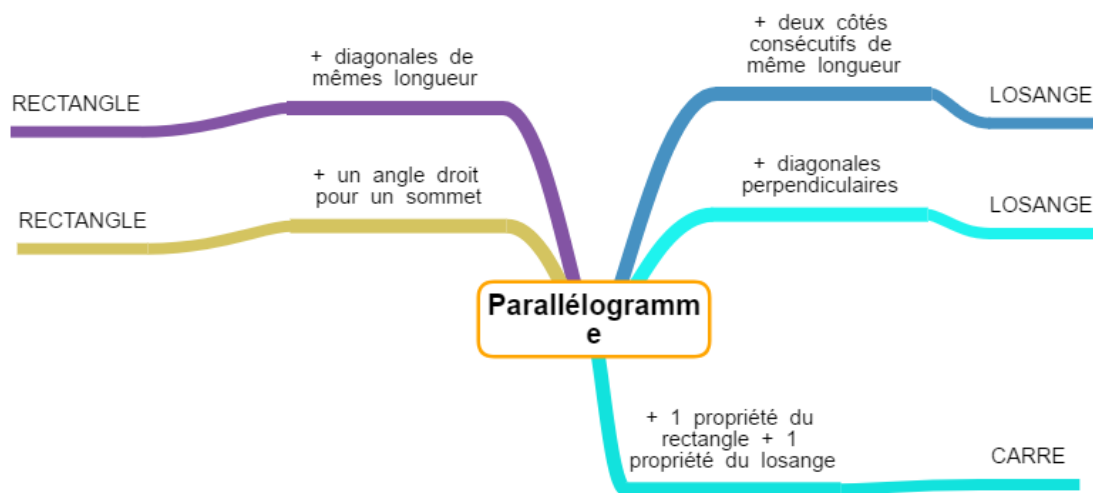 + diagonales de
mêmes longueur
RECTANGLE
+ un angle droit
pour un sommet
RECTANGLE
+ deux côtés
consécutifs de
même longueur
LOSANGE
+ diagonales
perpendiculaires
LOSANGE
Parallélogramm
e
+ 1 propriété du
rectangle + 1
propriété du losange
CARRE